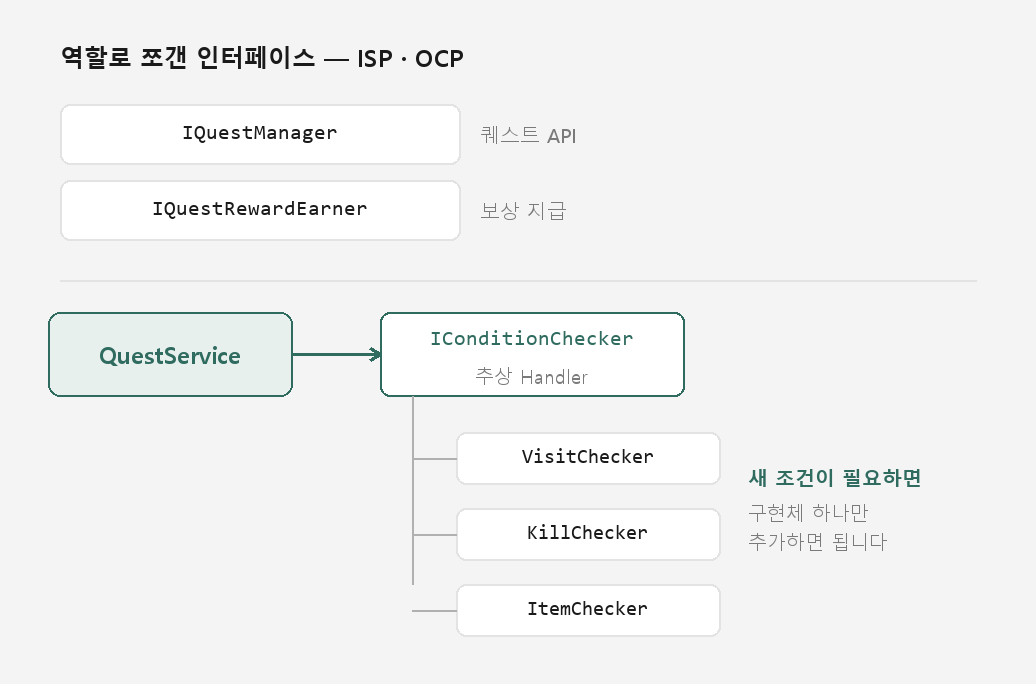 역할로 쪼갠 인터페이스 — ISP · OCP
IQuestManager
퀘스트 API
IQuestRewardEarner
보상 지급
QuestService
IConditionChecker
추상 Handler
VisitChecker
KillChecker
ItemChecker
새 조건이 필요하면
구현체 하나만
추가하면 됩니다